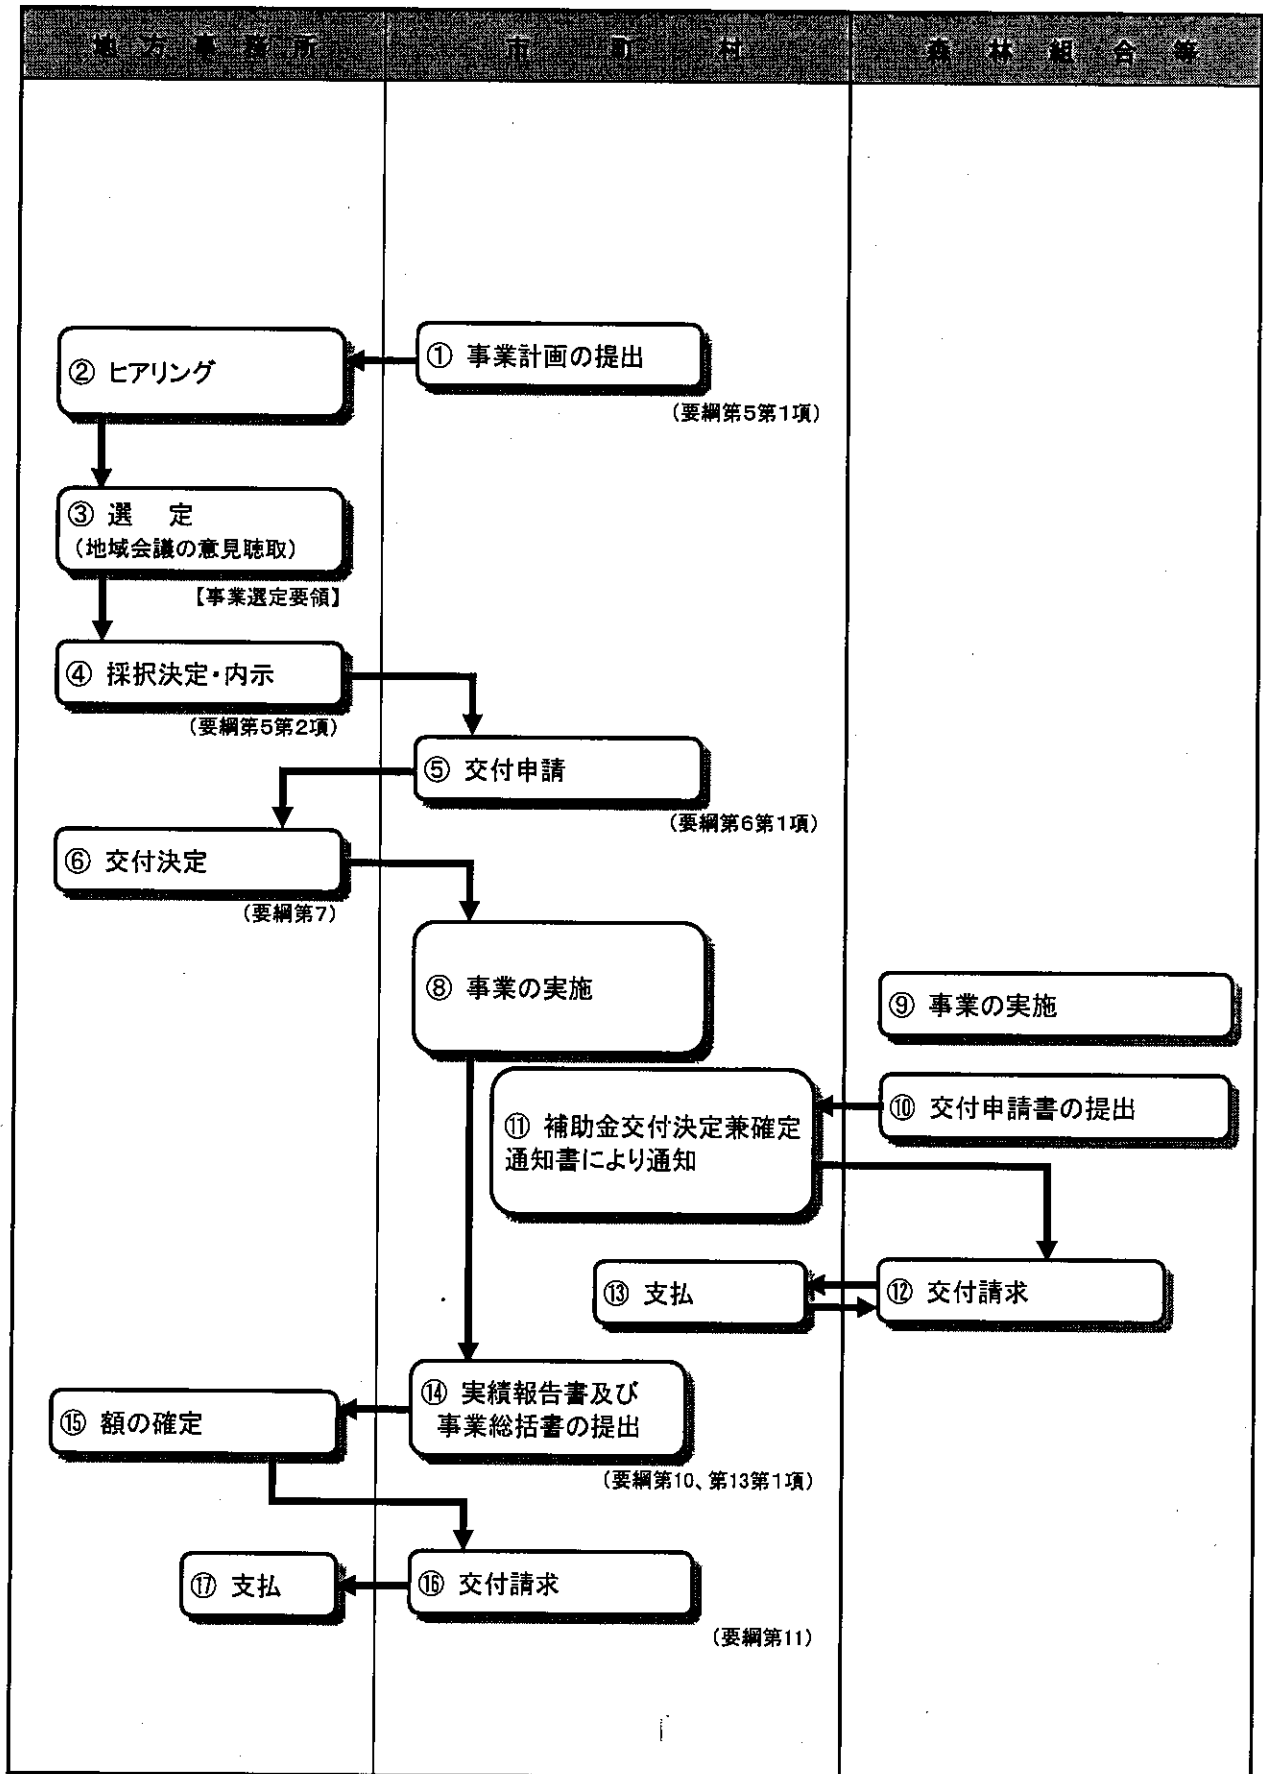 地方事務所
市町村
森林組合等
① 事業計画の提出
(要綱第5第1項)
② ヒアリング
③ 選 定
(地域会議の意見聴取)
【事業選定要領】
④ 採択決定・内示
(要綱第5第2項)
⑤ 交付申請
(要綱第6第1項)
⑥ 交付決定
(要綱第7)
⑧ 事業の実施
⑨ 事業の実施
⑩ 交付申請書の提出
⑪ 補助金交付決定兼確定
通知書により通知
⑫ 交付請求
⑬ 支払
⑭ 実績報告書及び
事業総括書の提出
(要綱第10、第13第1項)
⑮ 額の確定
⑯ 交付請求
(要綱第11)
⑰ 支払